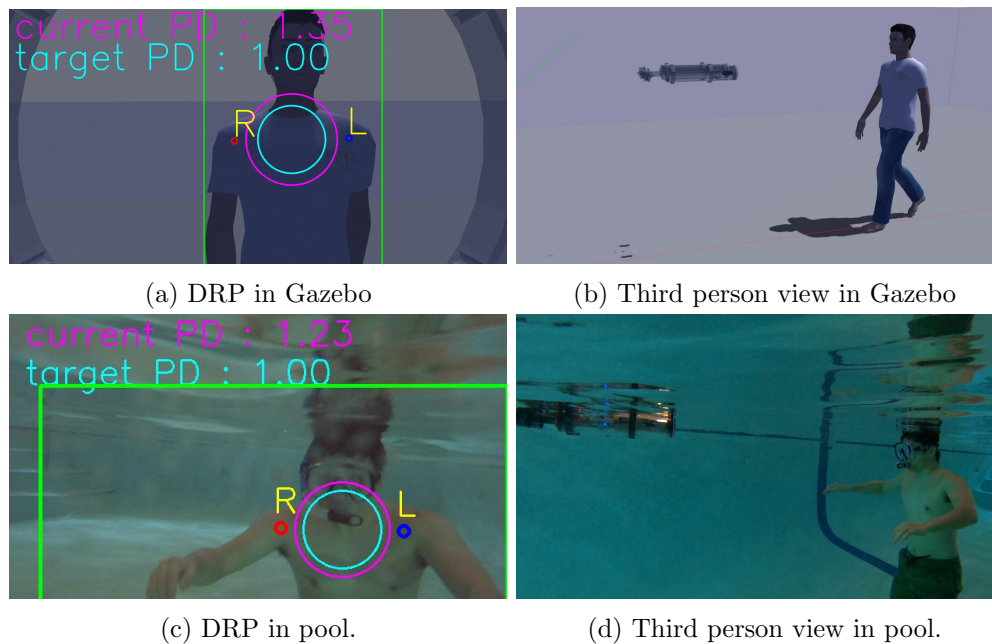 current PD : 1.35
target PD : 1.00
R
L
(a) DRP in Gazebo
(b) Third person view in Gazebo
current PD : 1.23
target PD : 1.00
R
L
(c) DRP in pool.
(d) Third person view in pool.